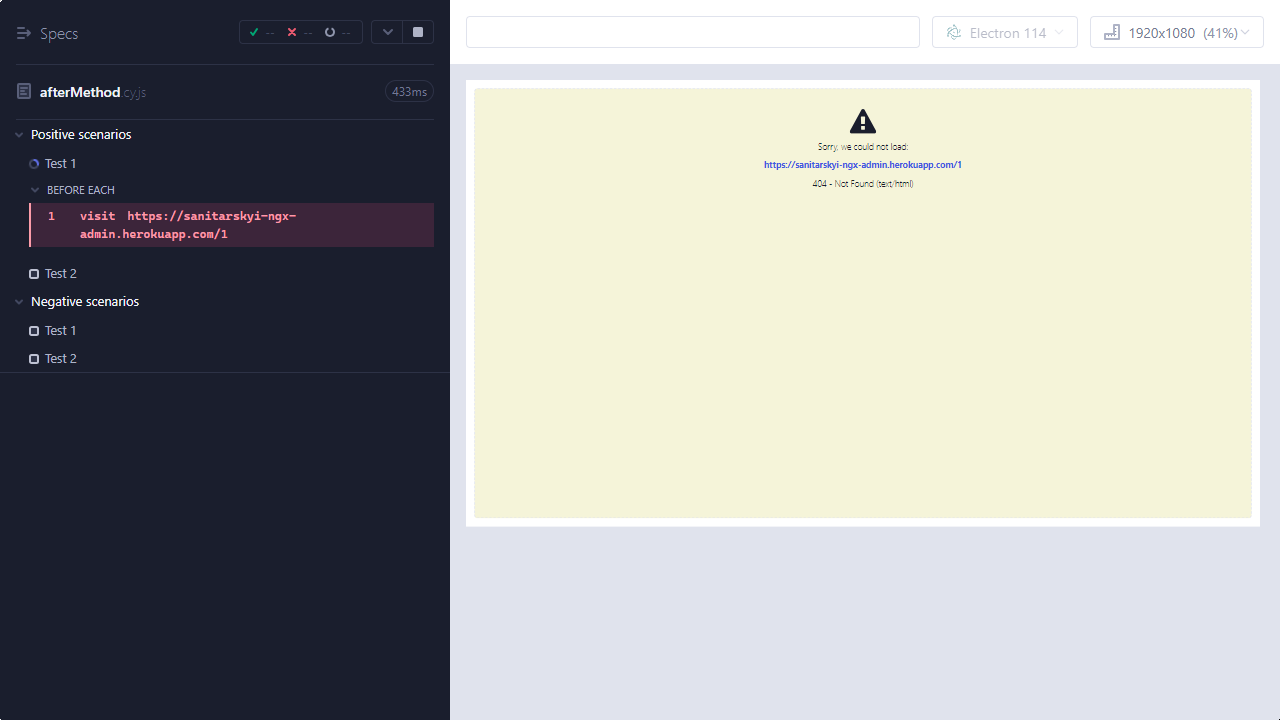 Specs
--
--
--
afterMethod.cy.js
433ms
Positive scenarios
Test 1
BEFORE EACH
1 visit https://sanitarskyi-ngx-
admin.herokuapp.com/1
Test 2
Negative scenarios
Test 1
Test 2
Electron 114
1920x1080 (41%)
Sorry, we could not load:
https://sanitarskyi-ngx-admin.herokuapp.com/1
404 - Not Found (text/html)